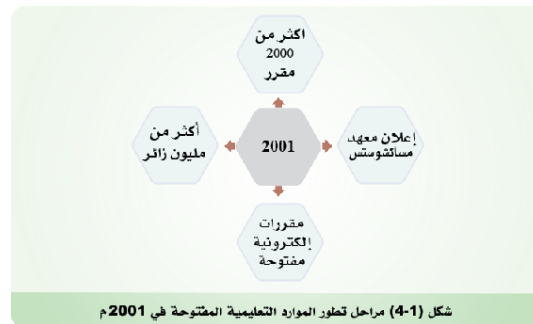 اكثر من
2000
مقرر
إعلان معهد
مساتشوستس
2001
أكثر من
مليون زائر
مقررات
إلكترونية
مفتوحة
شكل (1-4) مراحل تطور الموارد التعليمية المفتوحة في 2001م